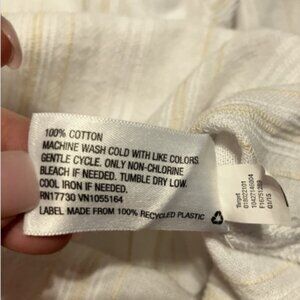 100% COTTON
MACHINE WASH COLD WITH LIKE COLORS
GENTLE CYCLE. ONLY NON-CHLORINE
BLEACH IF NEEDED. TUMBLE DRY LOW.
COOL IRON IF NEEDED.
RN17730 VN1055164
LABEL MADE FROM 100% RECYCLED PLASTIC
Target